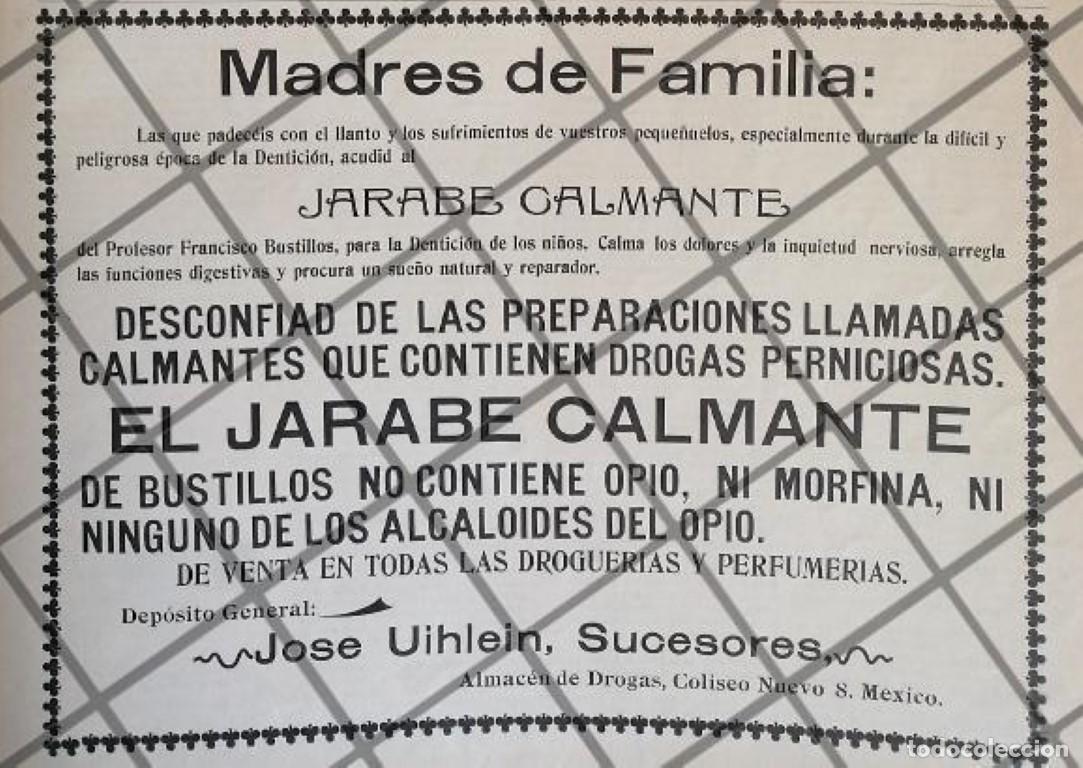 Madres de Familia:
Las que padecéis con el llanto y los sufrimientos de vuestros pequeñuelos, especialmente durante la difícil y
peligrosa época de la Dentición, acudid al
JARABE CALMANTE
del Profesor Francisco Bustillos, para la Dentición de los niños. Calma los dolores y la inquietud nerviosa, arregla
las funciones digestivas y procura un sueño natural y reparador.
DESCONFIAD DE LAS PREPARACIONES LLAMADAS
CALMANTES QUE CONTIENEN DROGAS PERNICIOSAS.
EL JARABE CALMANTE
DE BUSTILLOS NO CONTIENE OPIO, NI MORFINA, NI
NINGUNO DE LOS ALCALOIDES DEL OPIO.
DE VENTA EN TODAS LAS DROGUERIAS Y PERFUMERIAS.
Depósito General:
Jose Uihlein, Sucesores,
Almacén de Drogas, Coliseo Nuevo 8. Mexico.
todocoleccion